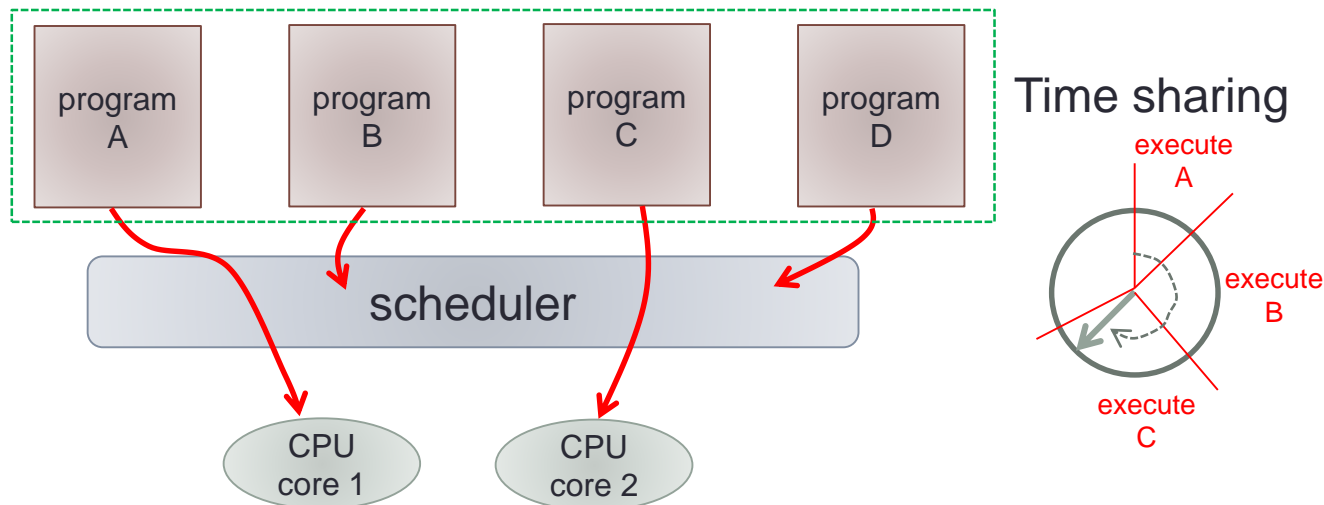 program
A
program
B
program
C
program
D
Time sharing
execute
A
execute
B
execute
C
scheduler
CPU
core 1
CPU
core 2